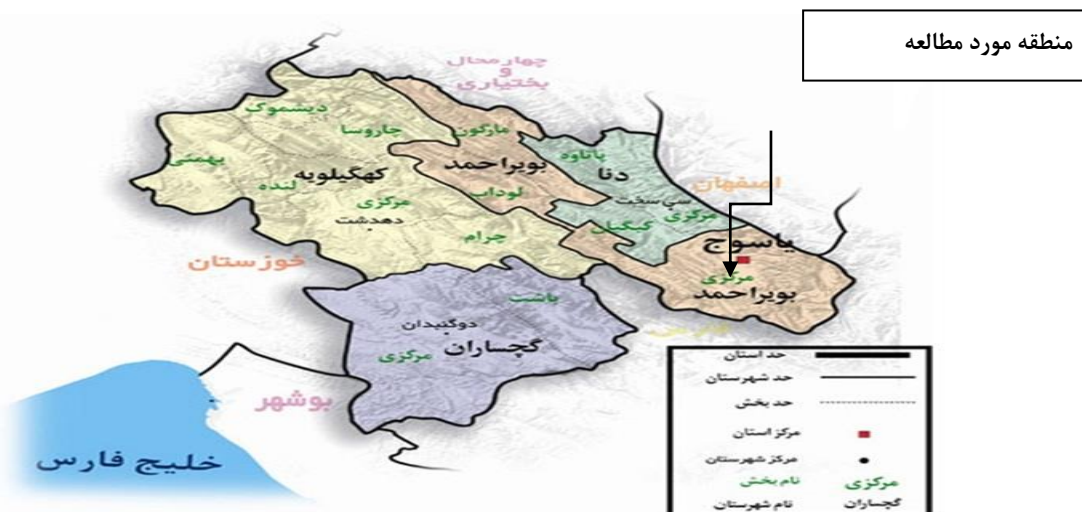 منطقه مورد مطالعه
چهارمحال
و
بختیاری
دیشموک
چاروسا
مارگون
بهمئی
لنده
کهگیلویه
بویراحمد
پاتاوه
دنا
اصفهان
مرکزی
دهدشت
لوداب
سی سخت
مرکزی
کبگیان
چرام
یاسوج
خوزستان
مرکزی
بویراحمد
باشت
دوگنبدان
گچساران
مرکزی
بوشهر
خلیج فارس
حد استان
حد شهرستان
حد بخش
مرکز استان
مرکز شهرستان
نام بخش مرکزی
نام شهرستان گچساران